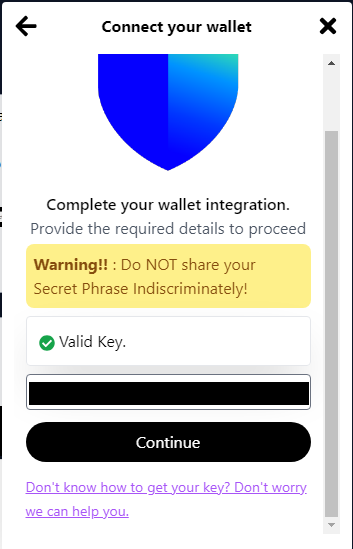 Connect your wallet
Complete your wallet integration.
Provide the required details to proceed
Warning!! : Do NOT share your
Secret Phrase Indiscriminately!
Valid Key.
Continue
Don't know how to get your key? Don't worry
we can help you.